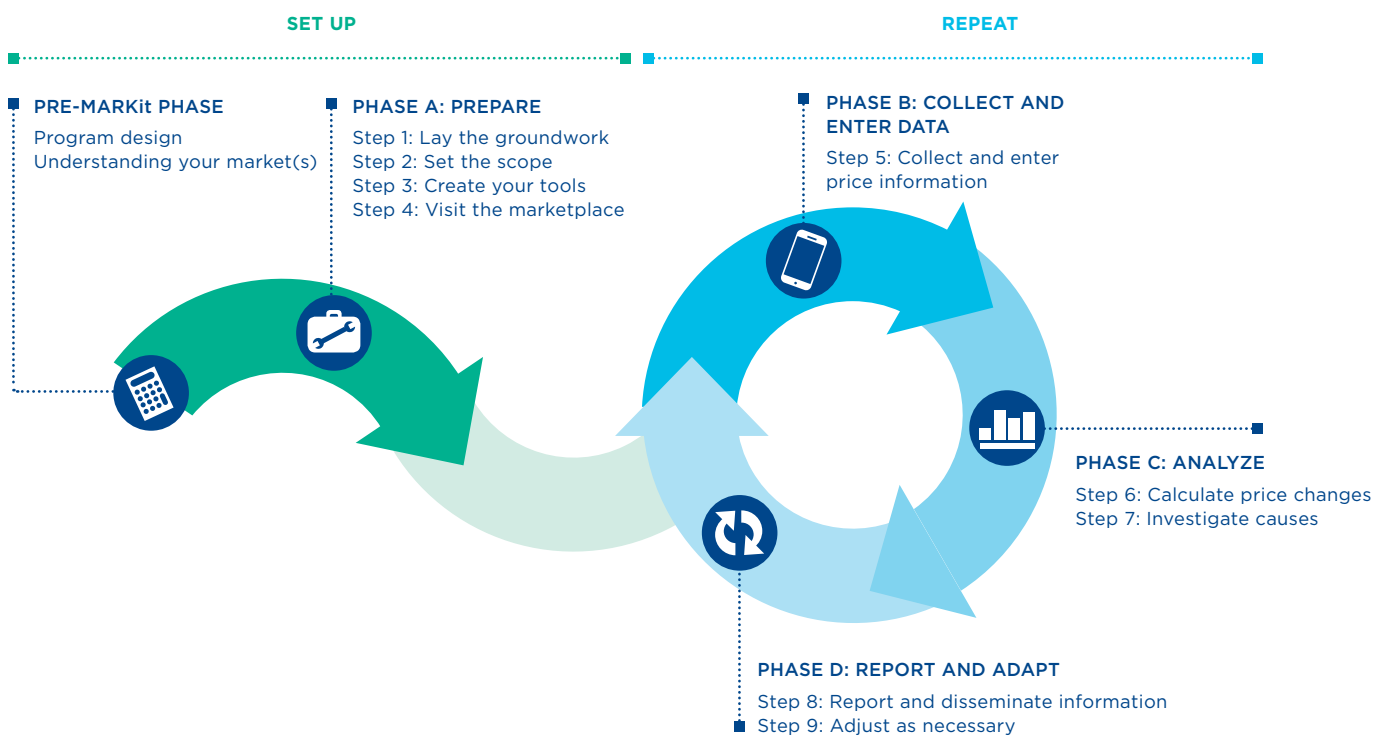 SET UP
REPEAT
PRE-MARKit PHASE
Program design
Understanding your market(s)
PHASE A: PREPARE
Step 1: Lay the groundwork
Step 2: Set the scope
Step 3: Create your tools
Step 4: Visit the marketplace
PHASE B: COLLECT AND
ENTER DATA
Step 5: Collect and enter
price information
PHASE C: ANALYZE
Step 6: Calculate price changes
Step 7: Investigate causes
PHASE D: REPORT AND ADAPT
Step 8: Report and disseminate information
Step 9: Adjust as necessary